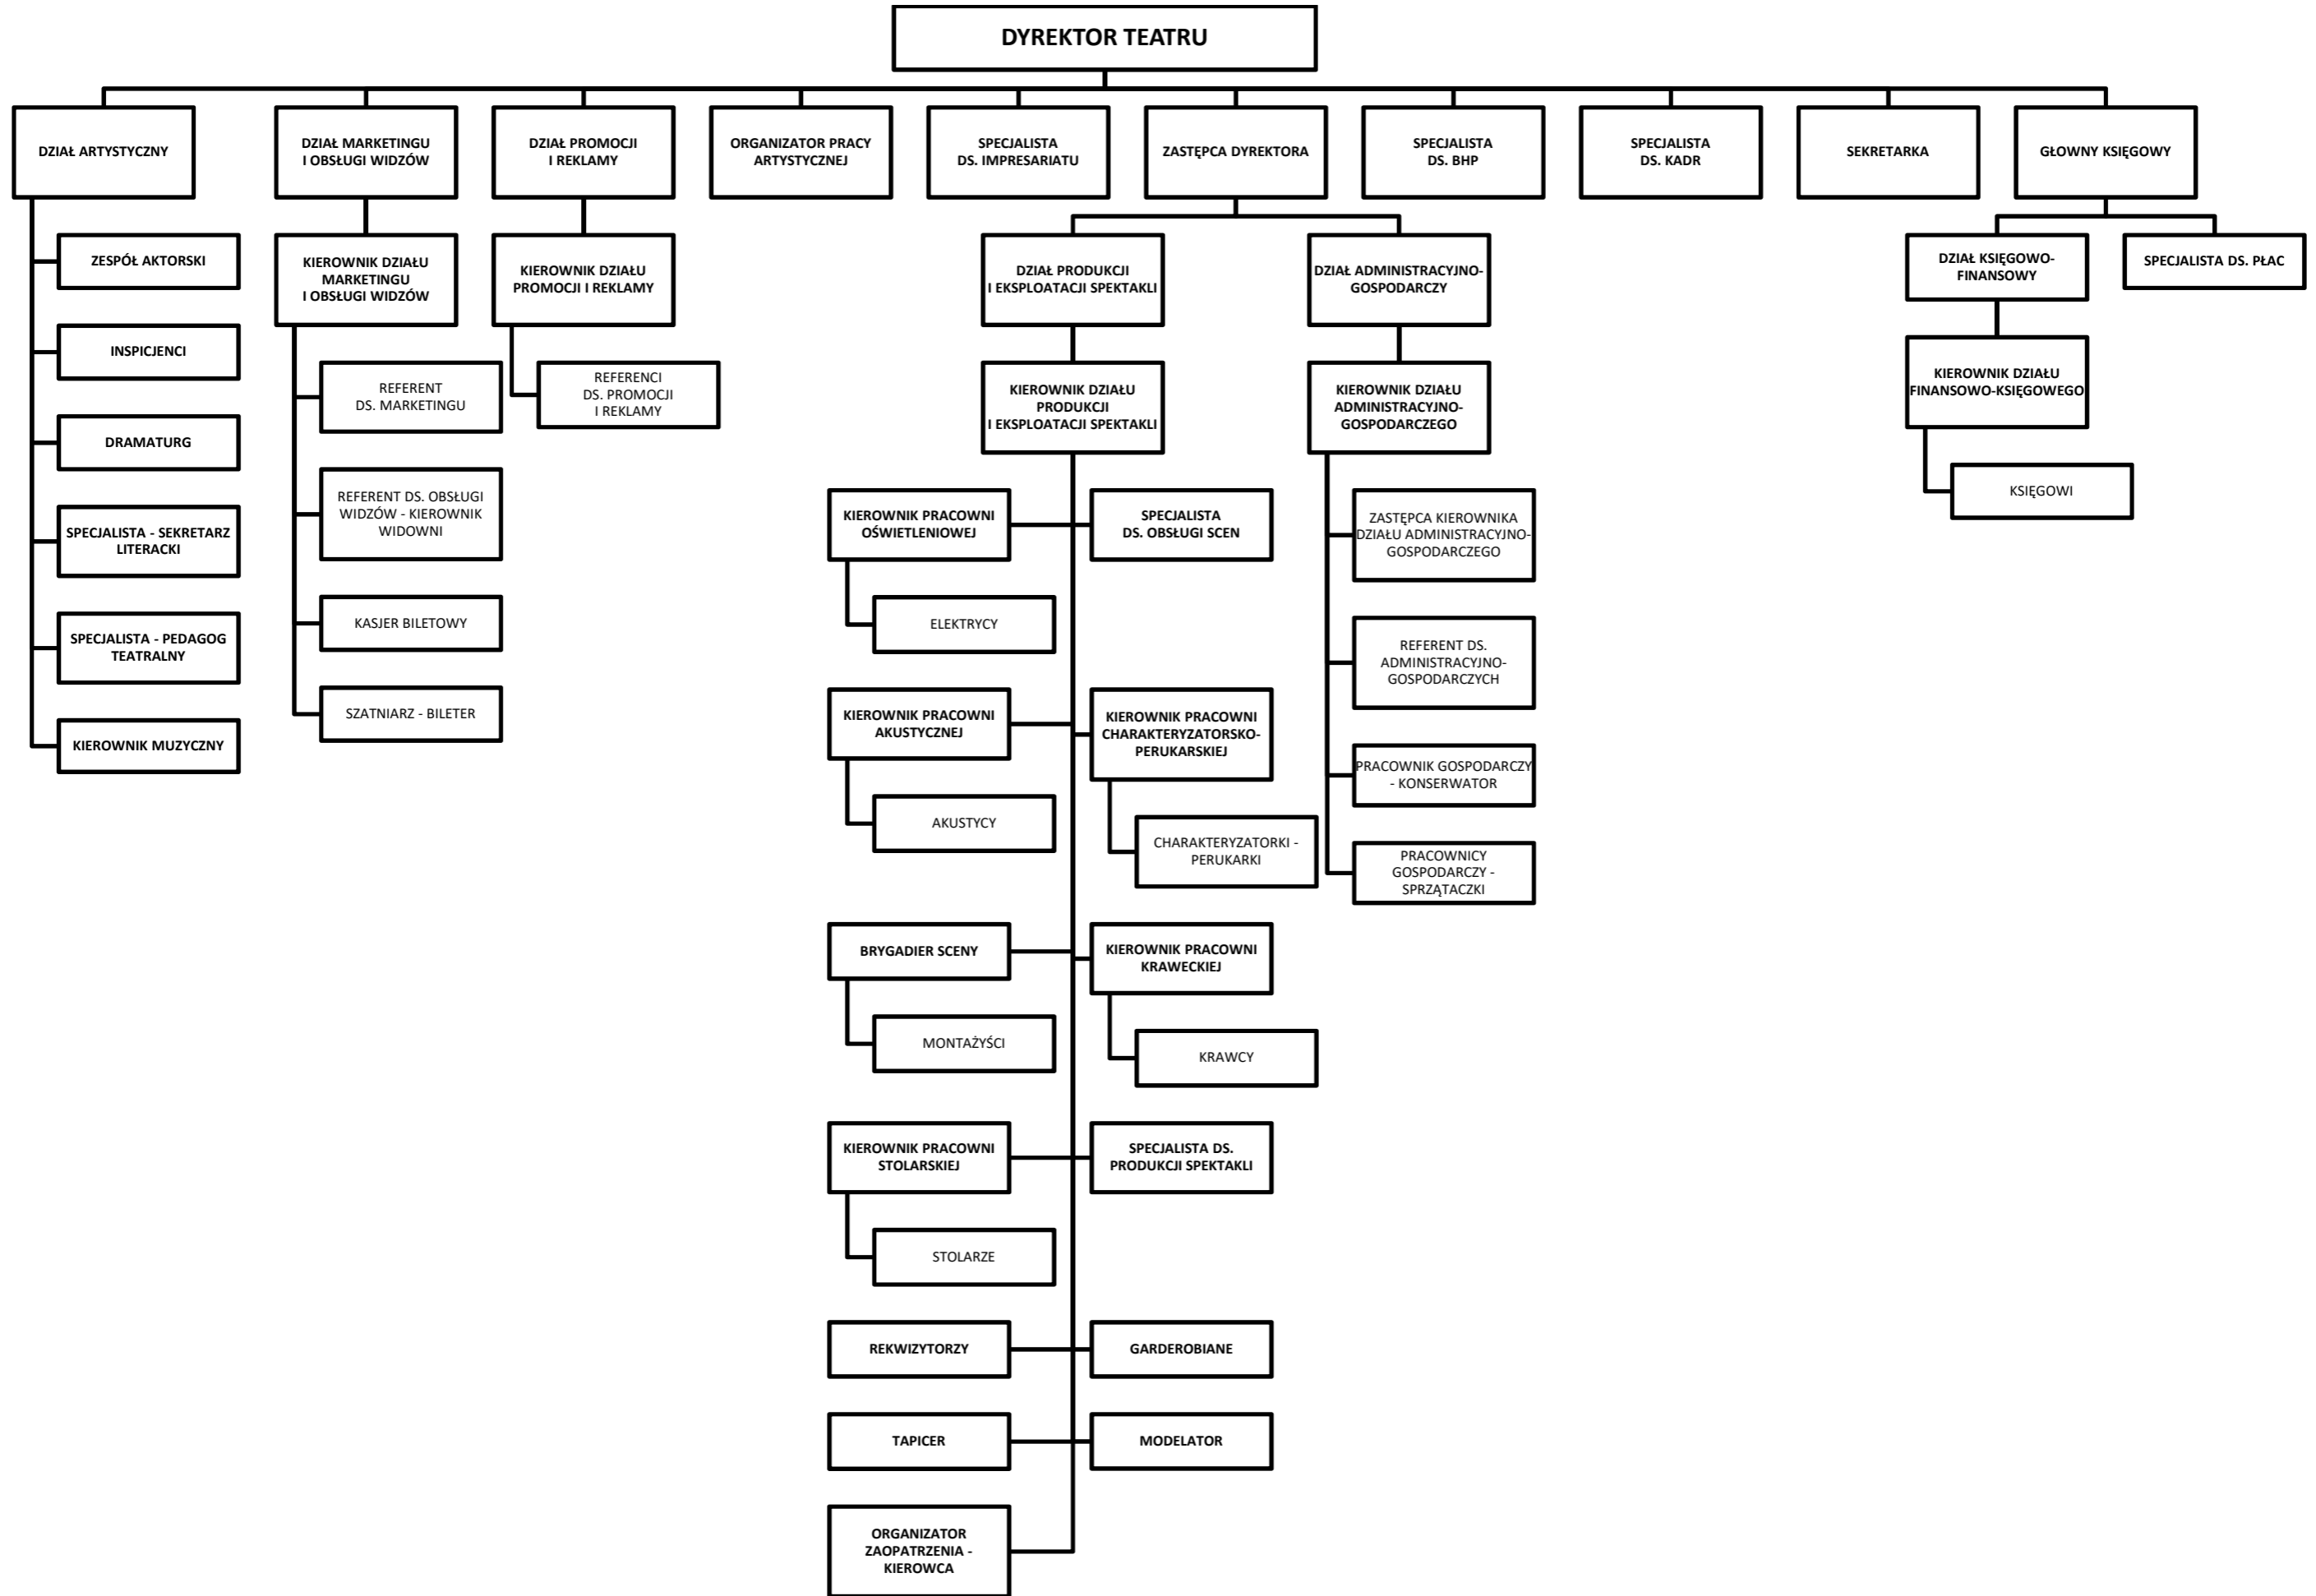 DYREKTOR TEATRU
DZIAŁ ARTYSTYCZNY
DZIAŁ MARKETINGU
I OBSŁUGI WIDZÓW
DZIAŁ PROMOCJI
I REKLAMY
ORGANIZATOR PRACY
ARTYSTYCZNEJ
SPECJALISTA
DS. IMPRESARIATU
ZASTĘPCA DYREKTORA
SPECJALISTA
DS. BHP
SPECJALISTA
DS. KADR
SEKRETARKA
GŁOWNY KSIĘGOWY
ZESPÓŁ AKTORSKI
INSPICJENCI
DRAMATURG
SPECJALISTA - SEKRETARZ
LITERACKI
SPECJALISTA - PEDAGOG
TEATRALNY
KIEROWNIK MUZYCZNY
KIEROWNIK DZIAŁU
MARKETINGU
I OBSŁUGI WIDZÓW
REFERENT
DS. MARKETINGU
REFERENT DS. OBSŁUGI
WIDZÓW - KIEROWNIK
WIDOWNI
KASJER BILETOWY
SZATNIARZ - BILETER
KIEROWNIK DZIAŁU
PROMOCJI I REKLAMY
REFERENCI
DS. PROMOCJI
I REKLAMY
DZIAŁ PRODUKCJI
I EKSPLOATACJI SPEKTAKLI
KIEROWNIK DZIAŁU
PRODUKCJI
I EKSPLOATACJI SPEKTAKLI
KIEROWNIK PRACOWNI
OŚWIETLENIOWEJ
ELEKTRYCY
SPECJALISTA
DS. OBSŁUGI SCEN
KIEROWNIK PRACOWNI
AKUSTYCZNEJ
AKUSTYCY
KIEROWNIK PRACOWNI
CHARAKTERYZATORSKO-
PERUKARSKIEJ
CHARAKTERYZATORKI -
PERUKARKI
BRYGADIER SCENY
MONTAŻYŚCI
KIEROWNIK PRACOWNI
KRAWECKIEJ
KRAWCY
KIEROWNIK PRACOWNI
STOLARSKIEJ
STOLARZE
SPECJALISTA DS.
PRODUKCJI SPEKTAKLI
REKWIZYTORZY
GARDEROBIANE
TAPICER
MODELATOR
ORGANIZATOR
ZAOPATRZENIA -
KIEROWCA
DZIAŁ ADMINISTRACYJNO-
GOSPODARCZY
KIEROWNIK DZIAŁU
ADMINISTRACYJNO-
GOSPODARCZEGO
ZASTĘPCA KIEROWNIKA
DZIAŁU ADMINISTRACYJNO-
GOSPODARCZEGO
REFERENT DS.
ADMINISTRACYJNO-
GOSPODARCZYCH
PRACOWNIK GOSPODARCZY
- KONSERWATOR
PRACOWNICY
GOSPODARCZY -
SPRZĄTACZKI
DZIAŁ KSIĘGOWO-
FINANSOWY
KIEROWNIK DZIAŁU
FINANSOWO-KSIĘGOWEGO
KSIĘGOWI
SPECJALISTA DS. PŁAC